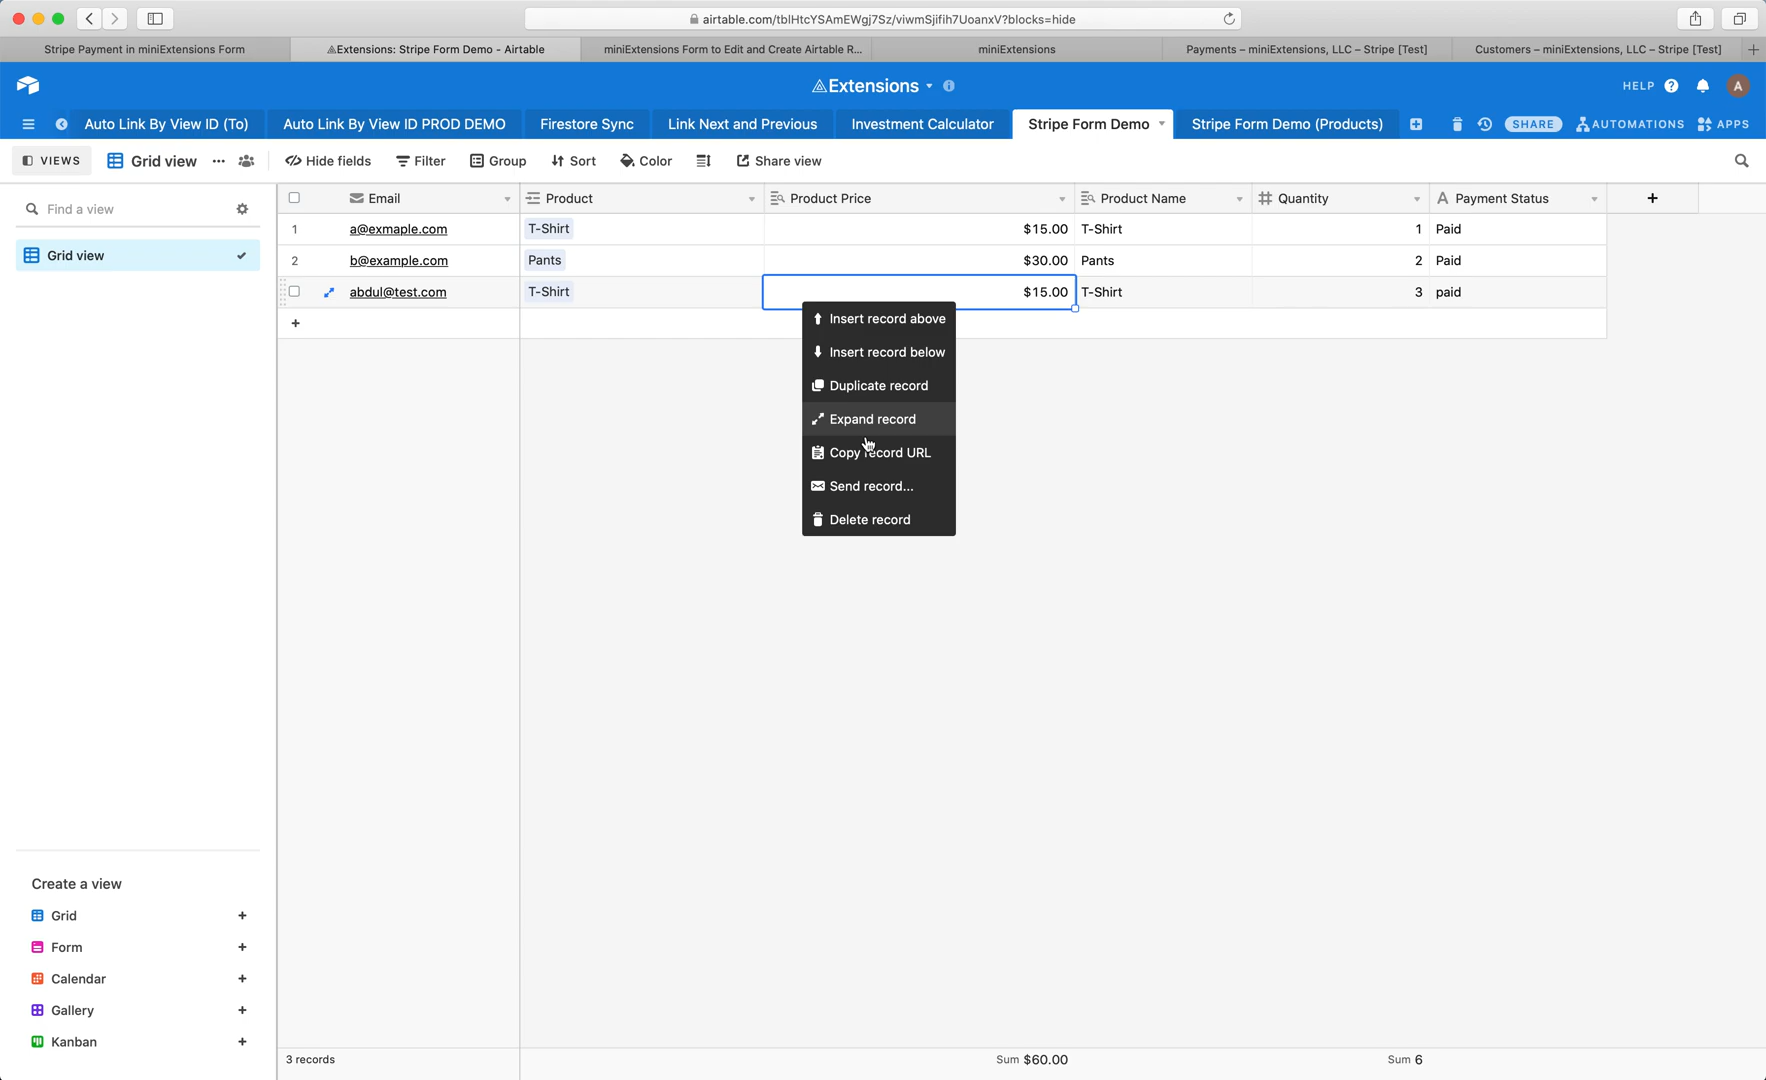 airtable.com/tblHtcYSAmEWgj7Sz/viwmSjifih7UoanxV?blocks=hide
Stripe Payment in miniExtensions Form
Extensions: Stripe Form Demo - Airtable
miniExtensions Form to Edit and Create Airtable R...
miniExtensions
Payments – miniExtensions, LLC – Stripe [Test]
Customers – miniExtensions, LLC – Stripe [Test]
Extensions
HELP
A
Auto Link By View ID (To)
Auto Link By View ID PROD DEMO
Firestore Sync
Link Next and Previous
Investment Calculator
Stripe Form Demo
Stripe Form Demo (Products)
SHARE
AUTOMATIONS
APPS
VIEWS
Grid view
Hide fields
Filter
Group
Sort
Color
Share view
Find a view
Grid view
Email
Product
Product Price
Product Name
Quantity
Payment Status
1 a@exmaple.com T-Shirt $15.00 T-Shirt 1 Paid
2 b@example.com Pants $30.00 Pants 2 Paid
abdul@test.com T-Shirt $15.00 T-Shirt 3 paid
Insert record above
Insert record below
Duplicate record
Expand record
Copy record URL
Send record...
Delete record
Create a view
Grid
Form
Calendar
Gallery
Kanban
3 records
Sum $60.00
Sum 6